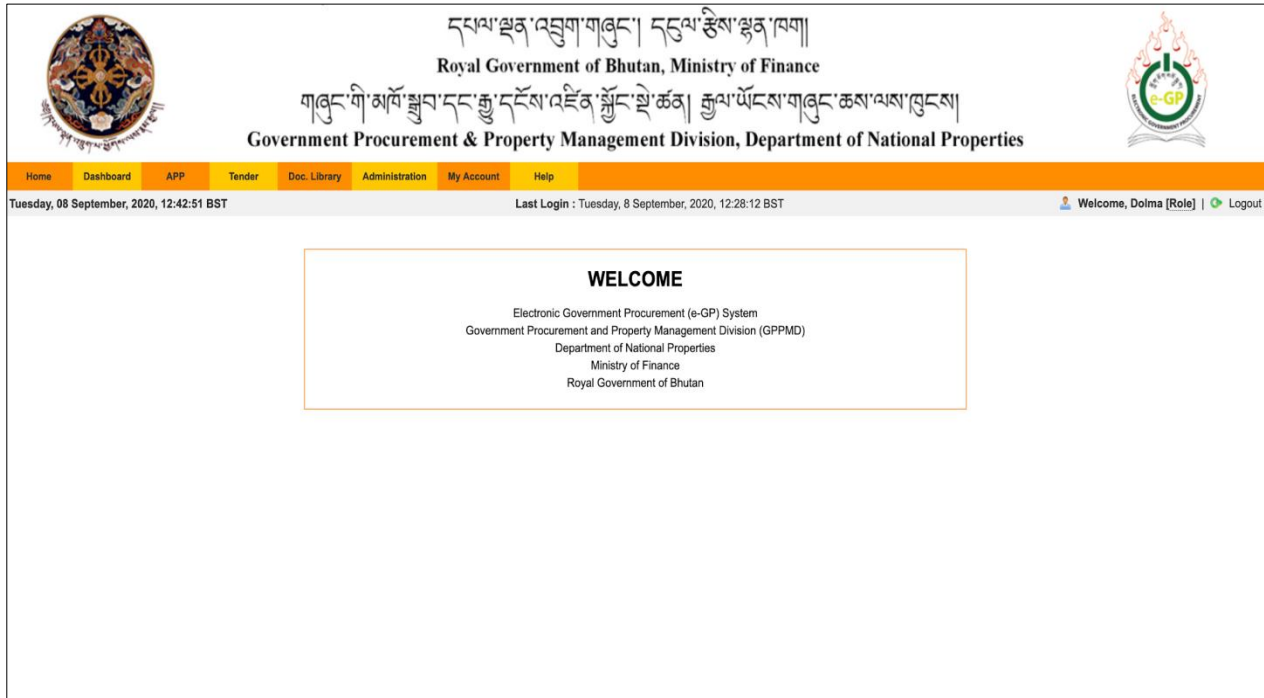 དཔལ་ལྡན་འབྲུག་གཞུང་། དངུལ་རྩིས་ལྷན་ཁག།
Royal Government of Bhutan, Ministry of Finance
གཞུང་གི་མཁོ་སྒྲུབ་དང་རྒྱུ་དངོས་འཛིན་སྐྱོང་སྡེ་ཚན། རྒྱལ་ཡོངས་གཞུང་ཆས་ལས་ཁུངས།
Government Procurement & Property Management Division, Department of National Properties
e-GP
ELECTRONIC GOVERNMENT PROCUREMENT
Home Dashboard APP Tender Doc. Library Administration My Account Help
Tuesday, 08 September, 2020, 12:42:51 BST Last Login : Tuesday, 8 September, 2020, 12:28:12 BST Welcome, Dolma [Role] | Logout
WELCOME
Electronic Government Procurement (e-GP) System
Government Procurement and Property Management Division (GPPMD)
Department of National Properties
Ministry of Finance
Royal Government of Bhutan